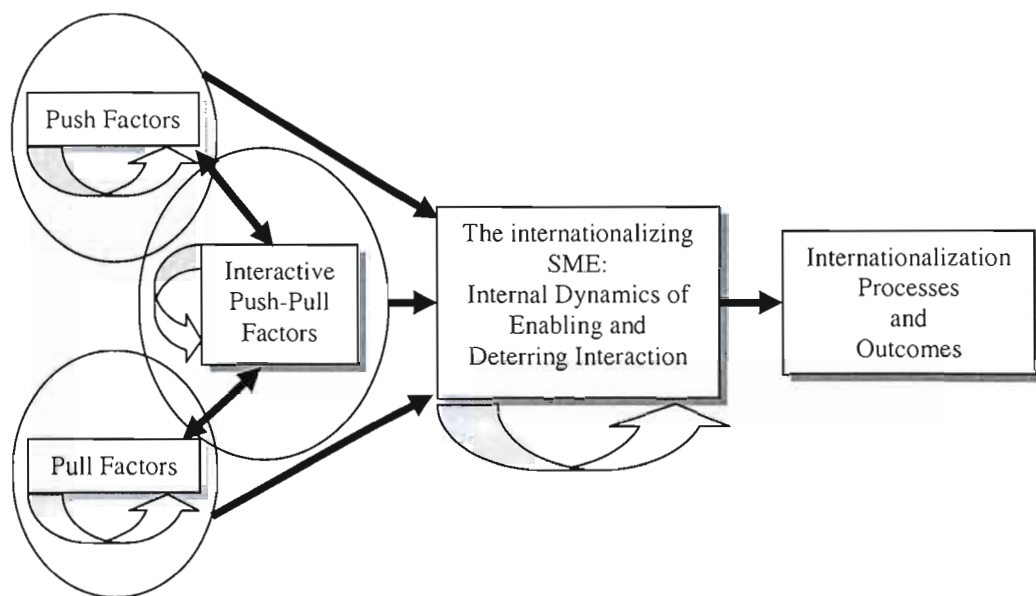 Push Factors
Interactive
Push-Pull
Factors
Pull Factors
The internationalizing
SME:
Internal Dynamics of
Enabling and
Deterring Interaction
Internationalization
Processes
and
Outcomes